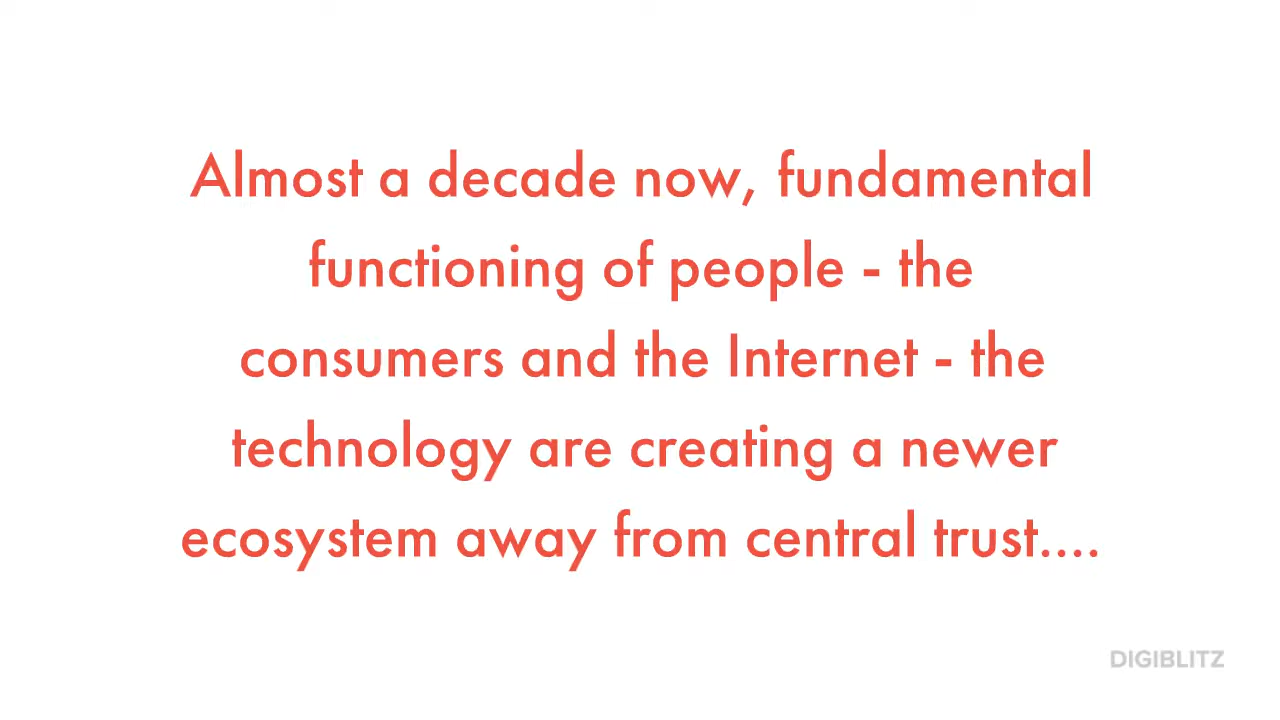 Almost a decade now, fundamental
functioning of people - the
consumers and the Internet - the
technology are creating a newer
ecosystem away from central trust....
DIGIBLITZ